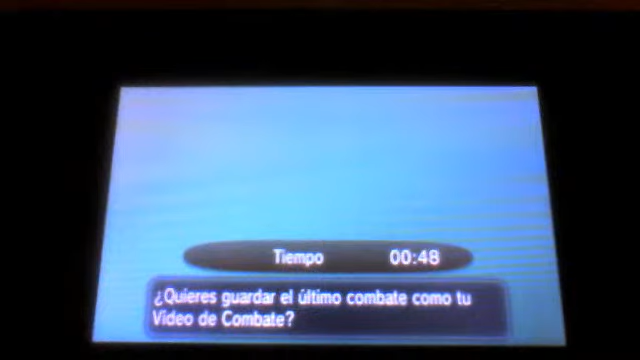 Tiempo 00:48
¿Quieres guardar el último combate como tu
Vídeo de Combate?